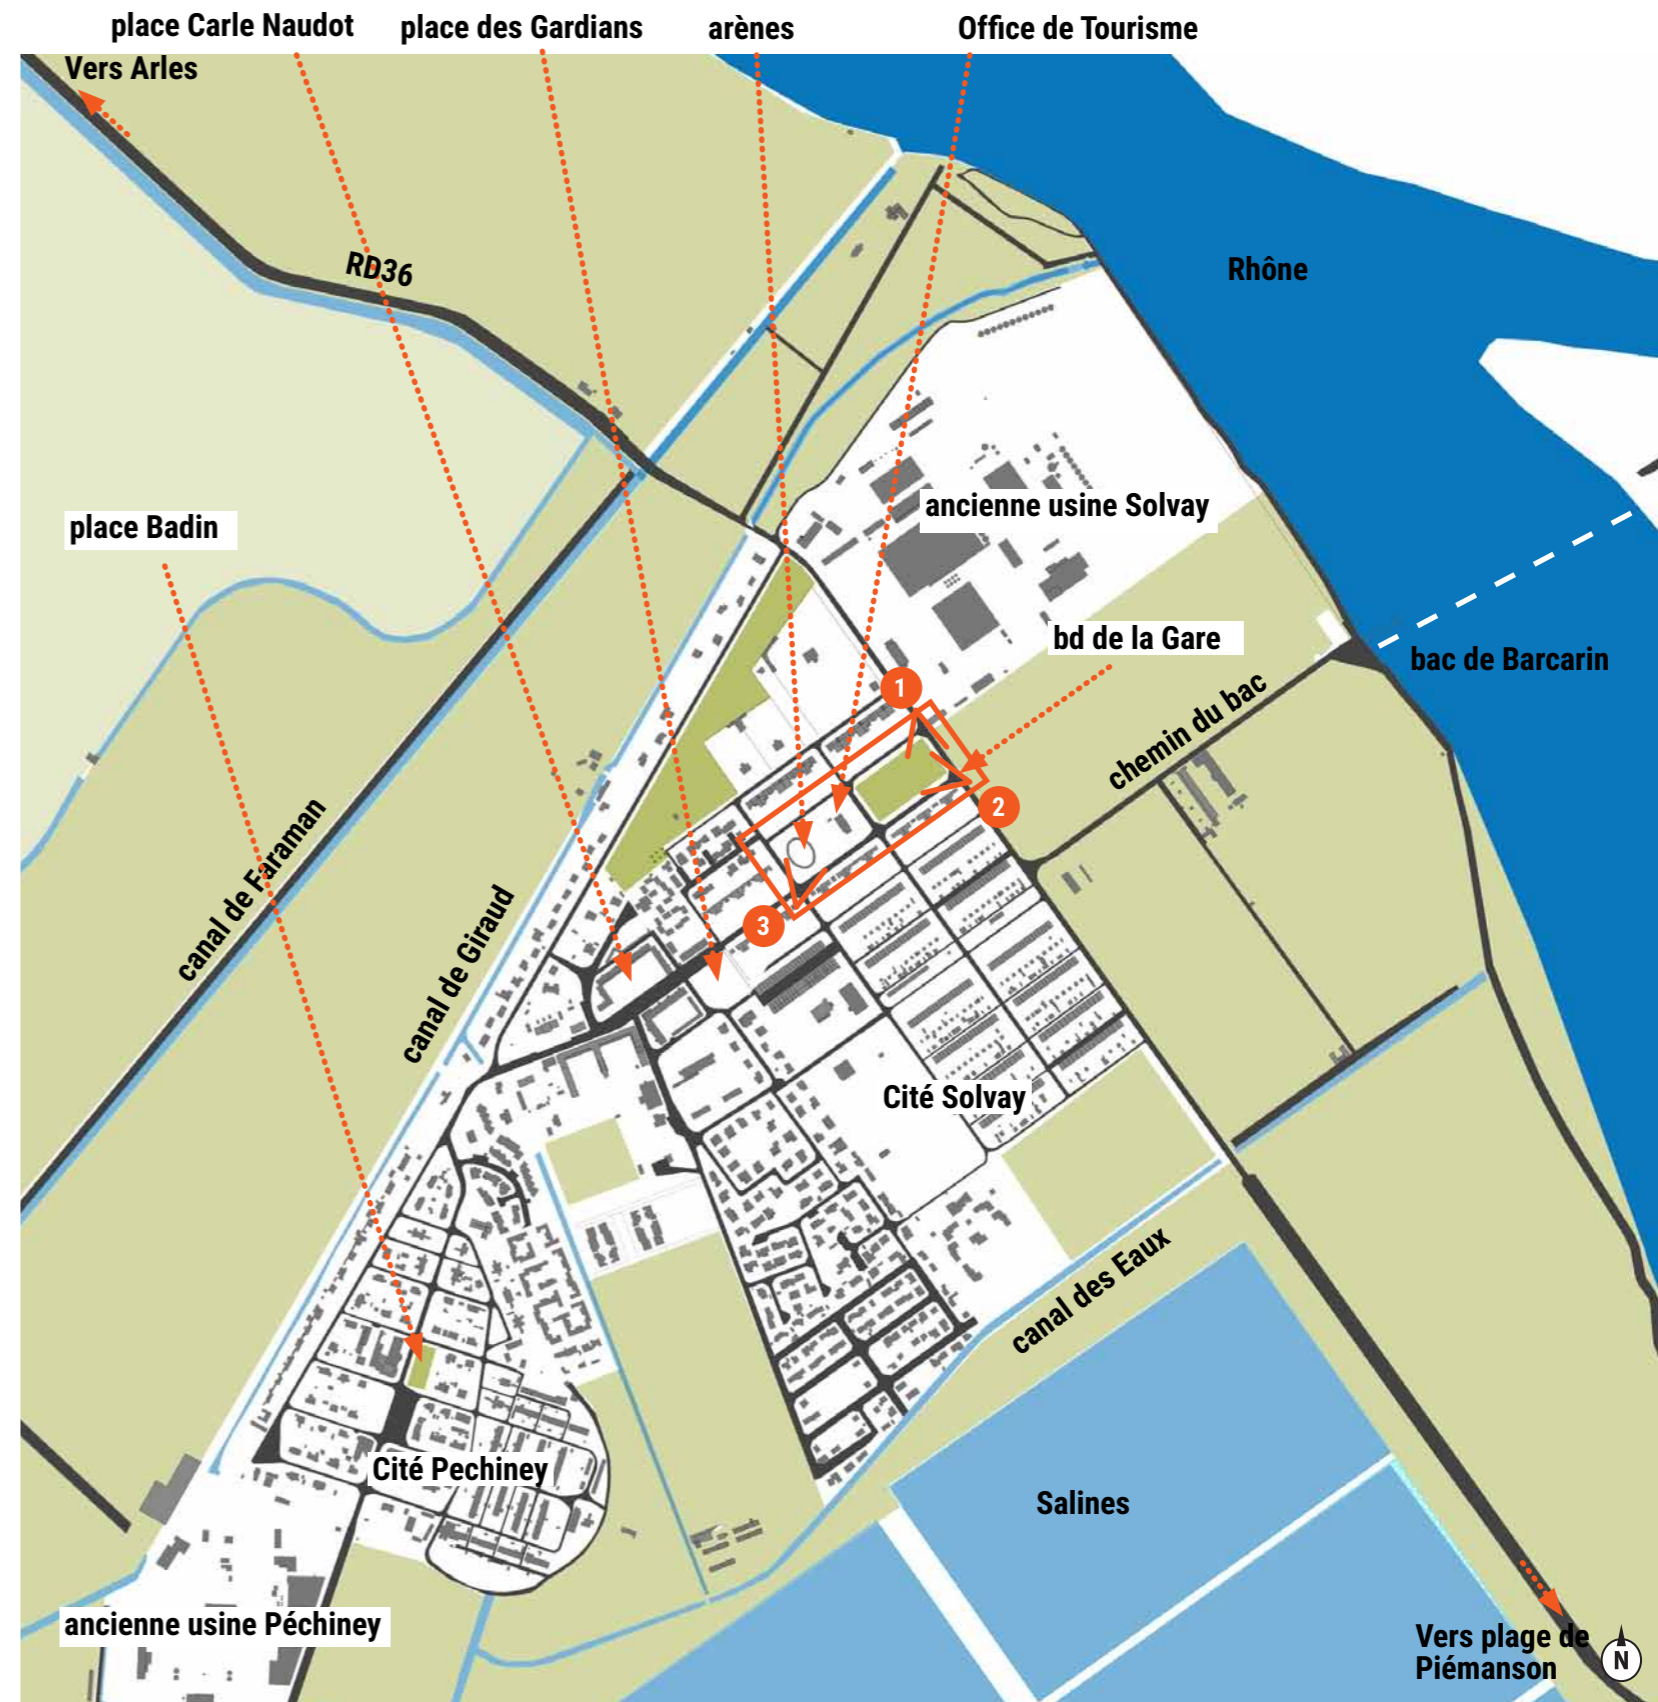 place Carle Naudot
place des Gardians
arènes
Office de Tourisme
Vers Arles
RD36
Rhône
ancienne usine Solvay
place Badin
bd de la Gare
bac de Barcarin
1
chemin du bac
2
canal de Faraman
canal de Giraud
3
Cité Solvay
canal des Eaux
Cité Pechiney
Salines
ancienne usine Péchiney
Vers plage de
Piémanson
N